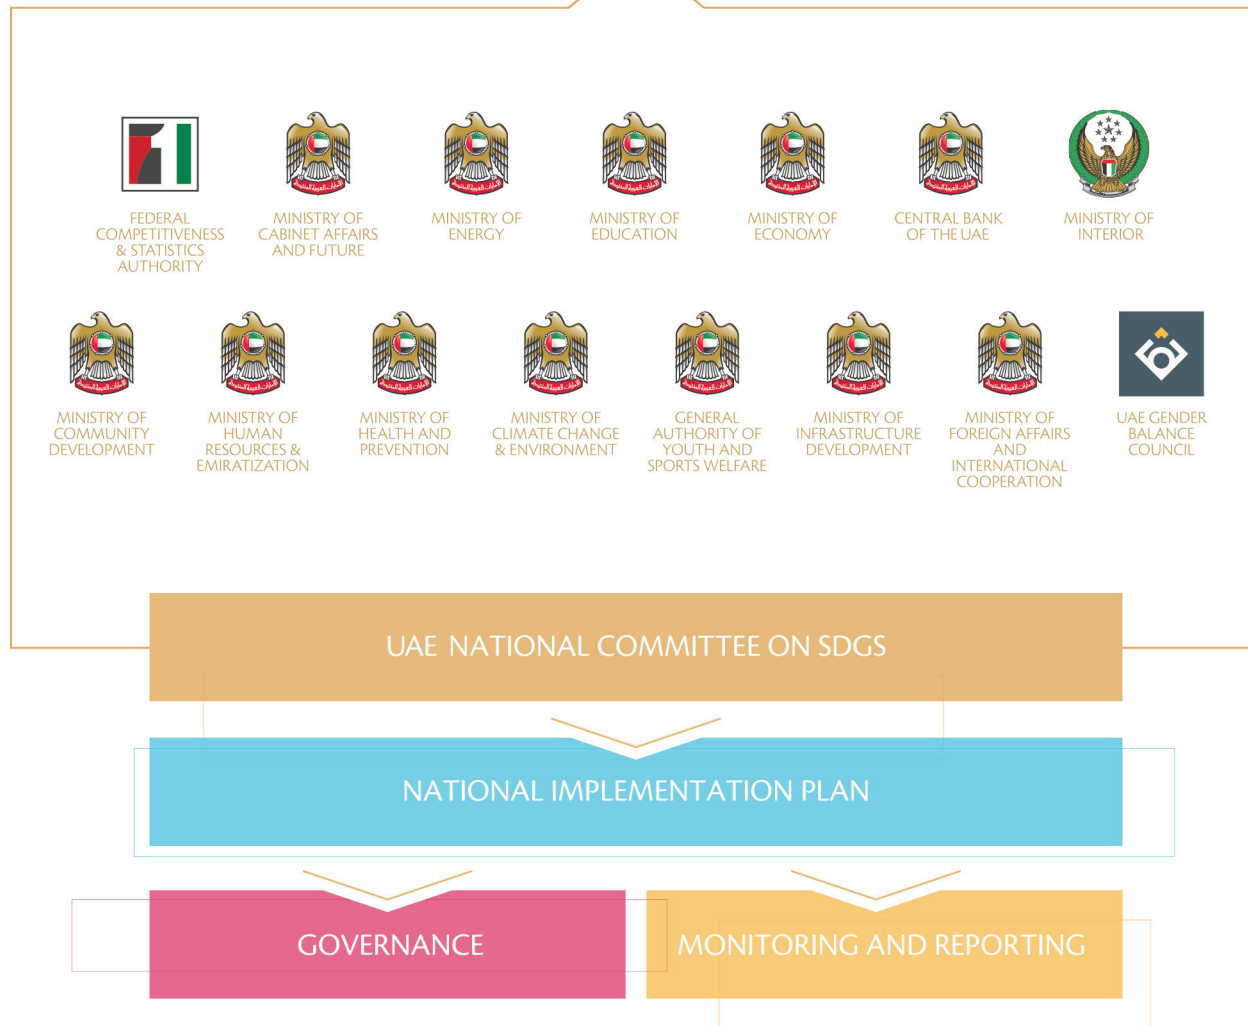 FEDERAL
COMPETITIVENESS
& STATISTICS
AUTHORITY
MINISTRY OF
CABINET AFFAIRS
AND FUTURE
MINISTRY OF
ENERGY
MINISTRY OF
EDUCATION
MINISTRY OF
ECONOMY
CENTRAL BANK
OF THE UAE
MINISTRY OF
INTERIOR
MINISTRY OF
COMMUNITY
DEVELOPMENT
MINISTRY OF
HUMAN
RESOURCES &
EMIRATIZATION
MINISTRY OF
HEALTH AND
PREVENTION
MINISTRY OF
CLIMATE CHANGE
& ENVIRONMENT
GENERAL
AUTHORITY OF
YOUTH AND
SPORTS WELFARE
MINISTRY OF
INFRASTRUCTURE
DEVELOPMENT
MINISTRY OF
FOREIGN AFFAIRS
AND
INTERNATIONAL
COOPERATION
UAE GENDER
BALANCE
COUNCIL
UAE NATIONAL COMMITTEE ON SDGS
NATIONAL IMPLEMENTATION PLAN
GOVERNANCE
MONITORING AND REPORTING